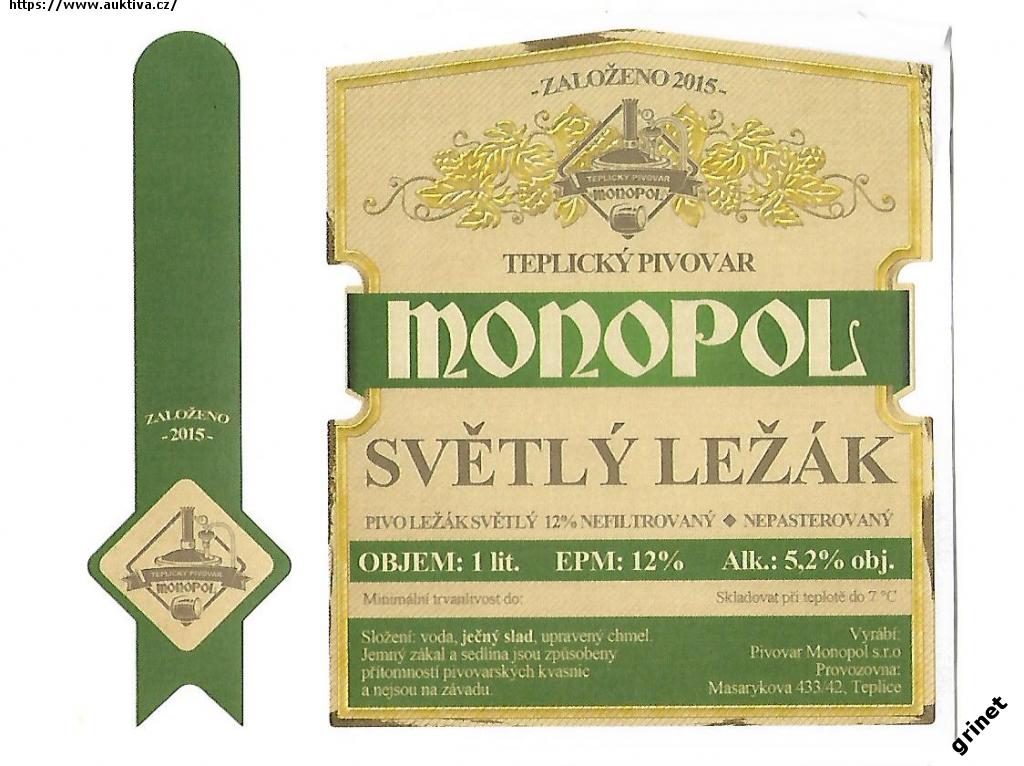 https://www.auktiva.cz/
ZALOŽENO
-2015-
TEPLICKÝ PIVOVAR
MONOPOL
-ZALOŽENO 2015-
TEPLICKÝ PIVOVAR
MONOPOL
TEPLICKÝ PIVOVAR
MONOPOL
SVĚTLÝ LEŽÁK
PIVO LEŽÁK SVĚTLÝ 12% NEFILTROVANÝ ◆ NEPASTEROVANÝ
OBJEM: 1 lit. EPM: 12% Alk.: 5,2% obj.
Minimální trvanlivost do: Skladovat při teplotě do 7 °C
Složení: voda, ječný slad, upravený chmel.
Jemný zákal a sedlina jsou způsobeny
přítomností pivovarských kvasnic
a nejsou na závadu.
Vyrábí:
Pivovar Monopol s.r.o
Provozovna:
Masarykova 433/42, Teplice
grinet